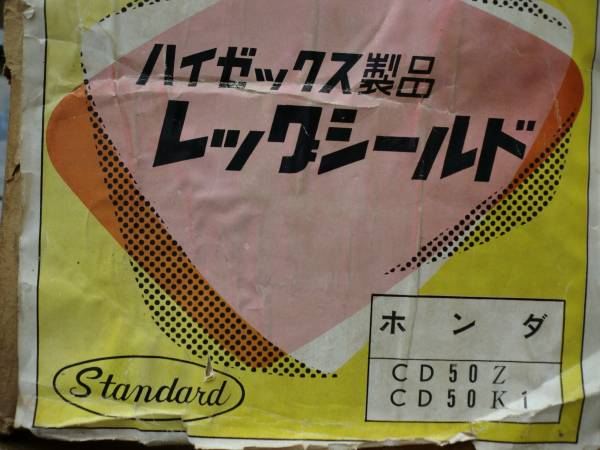 ハイゼックス製品
レッグシールド
ホンダ
CD50Z
CD50K1
Standard